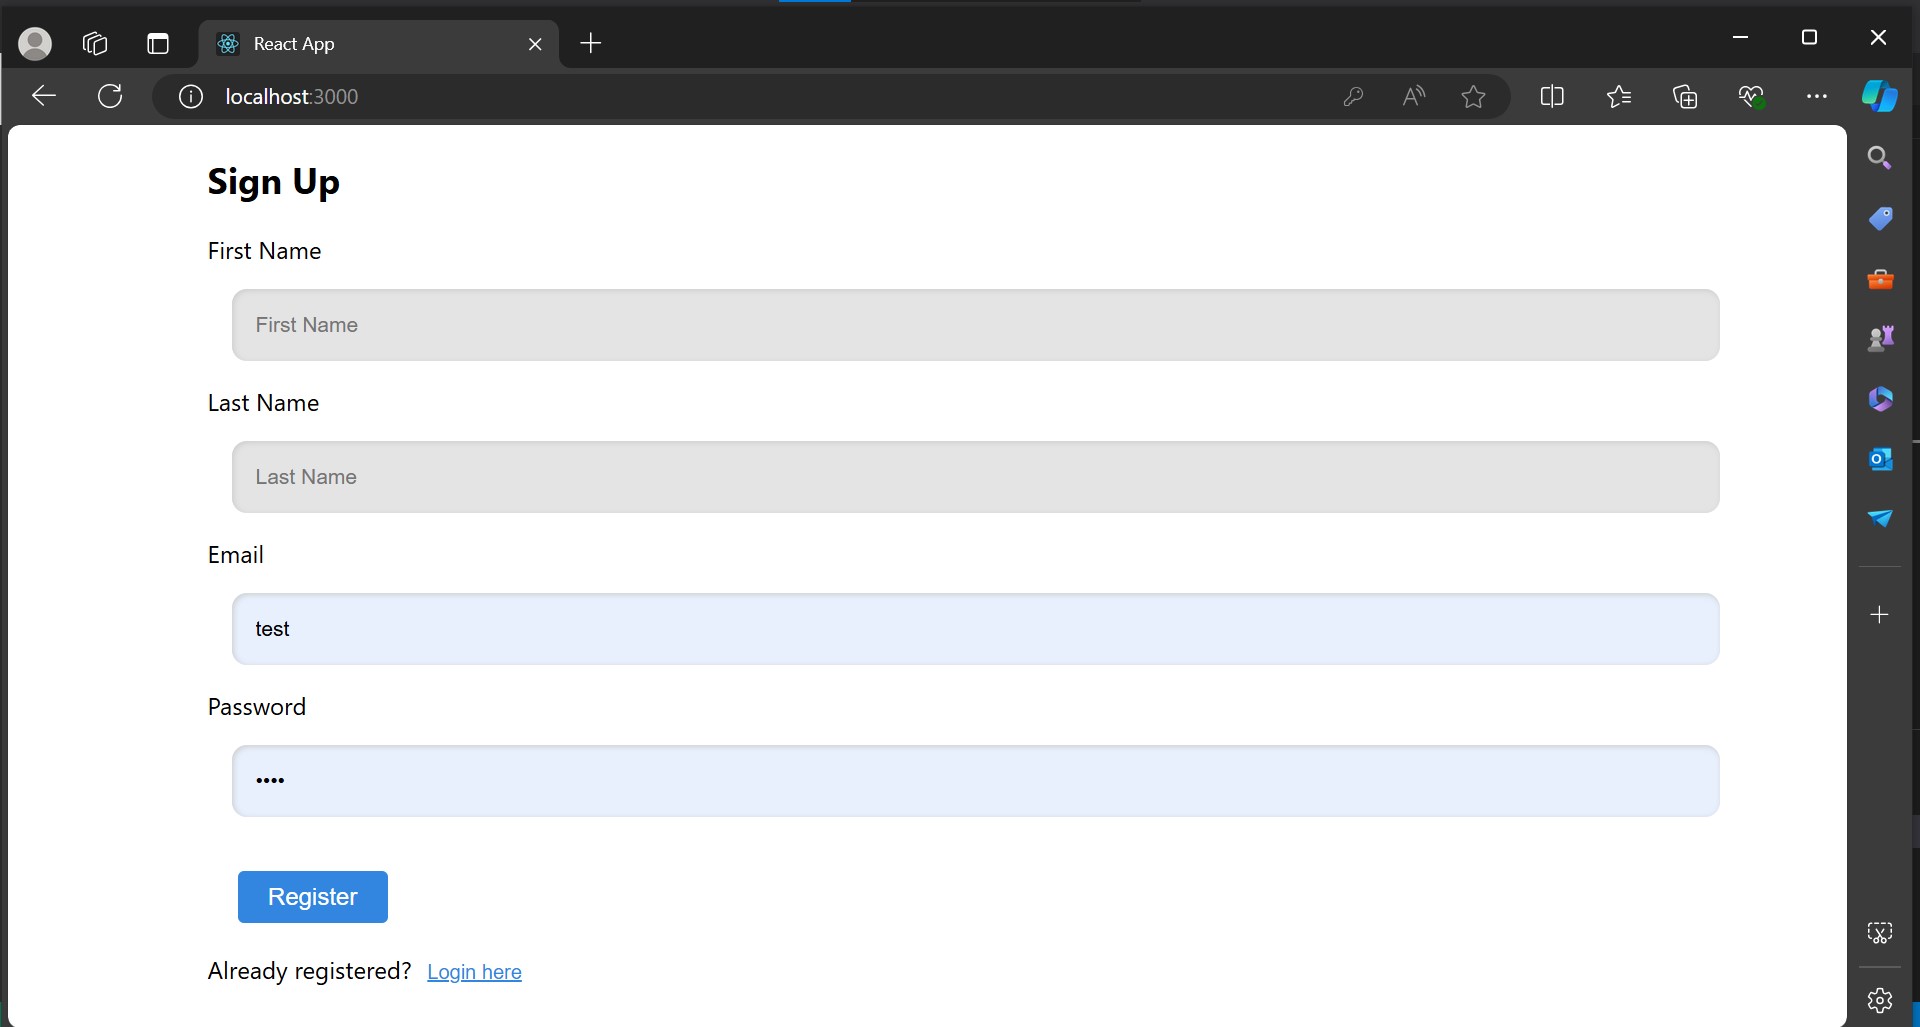 React App
localhost:3000
Sign Up
First Name
First Name
Last Name
Last Name
Email
test
Password
••••
Register
Already registered? Login here